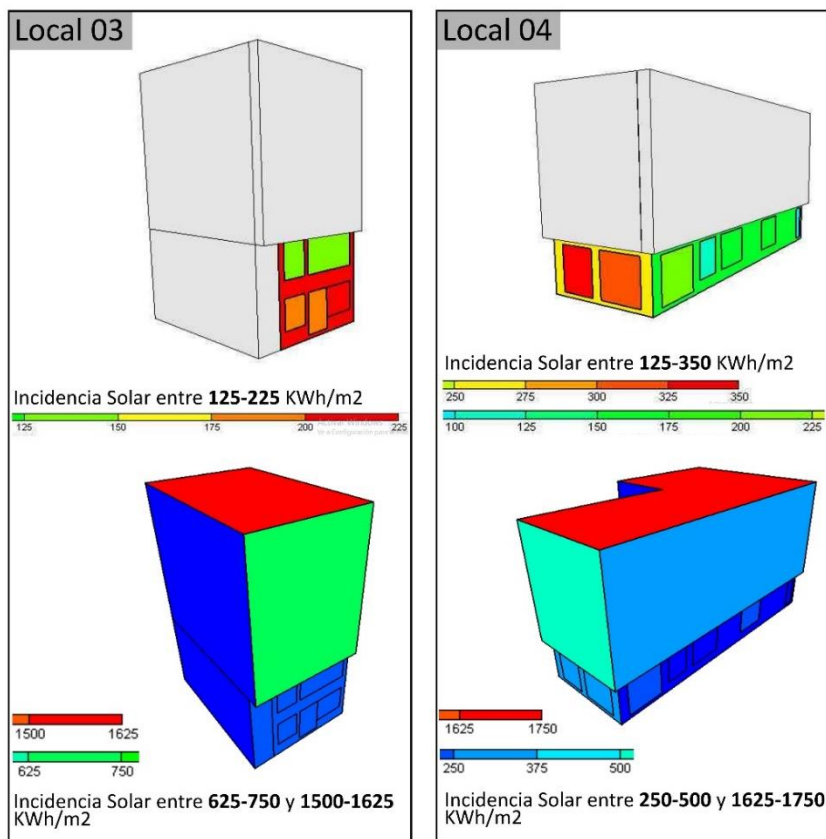 Local 03
Incidencia Solar entre 125-225 KWh/m2
125 150 175 200 225
Activar Windows
1500 1625
625 750
Incidencia Solar entre 625-750 y 1500-1625
KWh/m2
Local 04
Incidencia Solar entre 125-350 KWh/m2
250 275 300 325 350
100 125 150 175 200 225
1625 1750
250 375 500
Incidencia Solar entre 250-500 y 1625-1750
KWh/m2